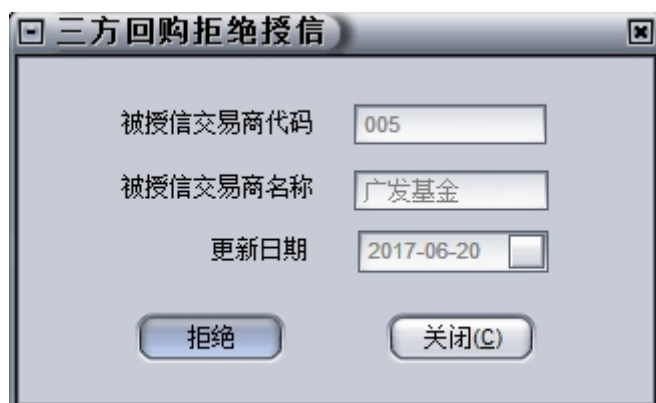 三方回购拒绝授信
被授信交易商代码 005
被授信交易商名称 广发基金
更新日期 2017-06-20
拒绝 关闭(C)